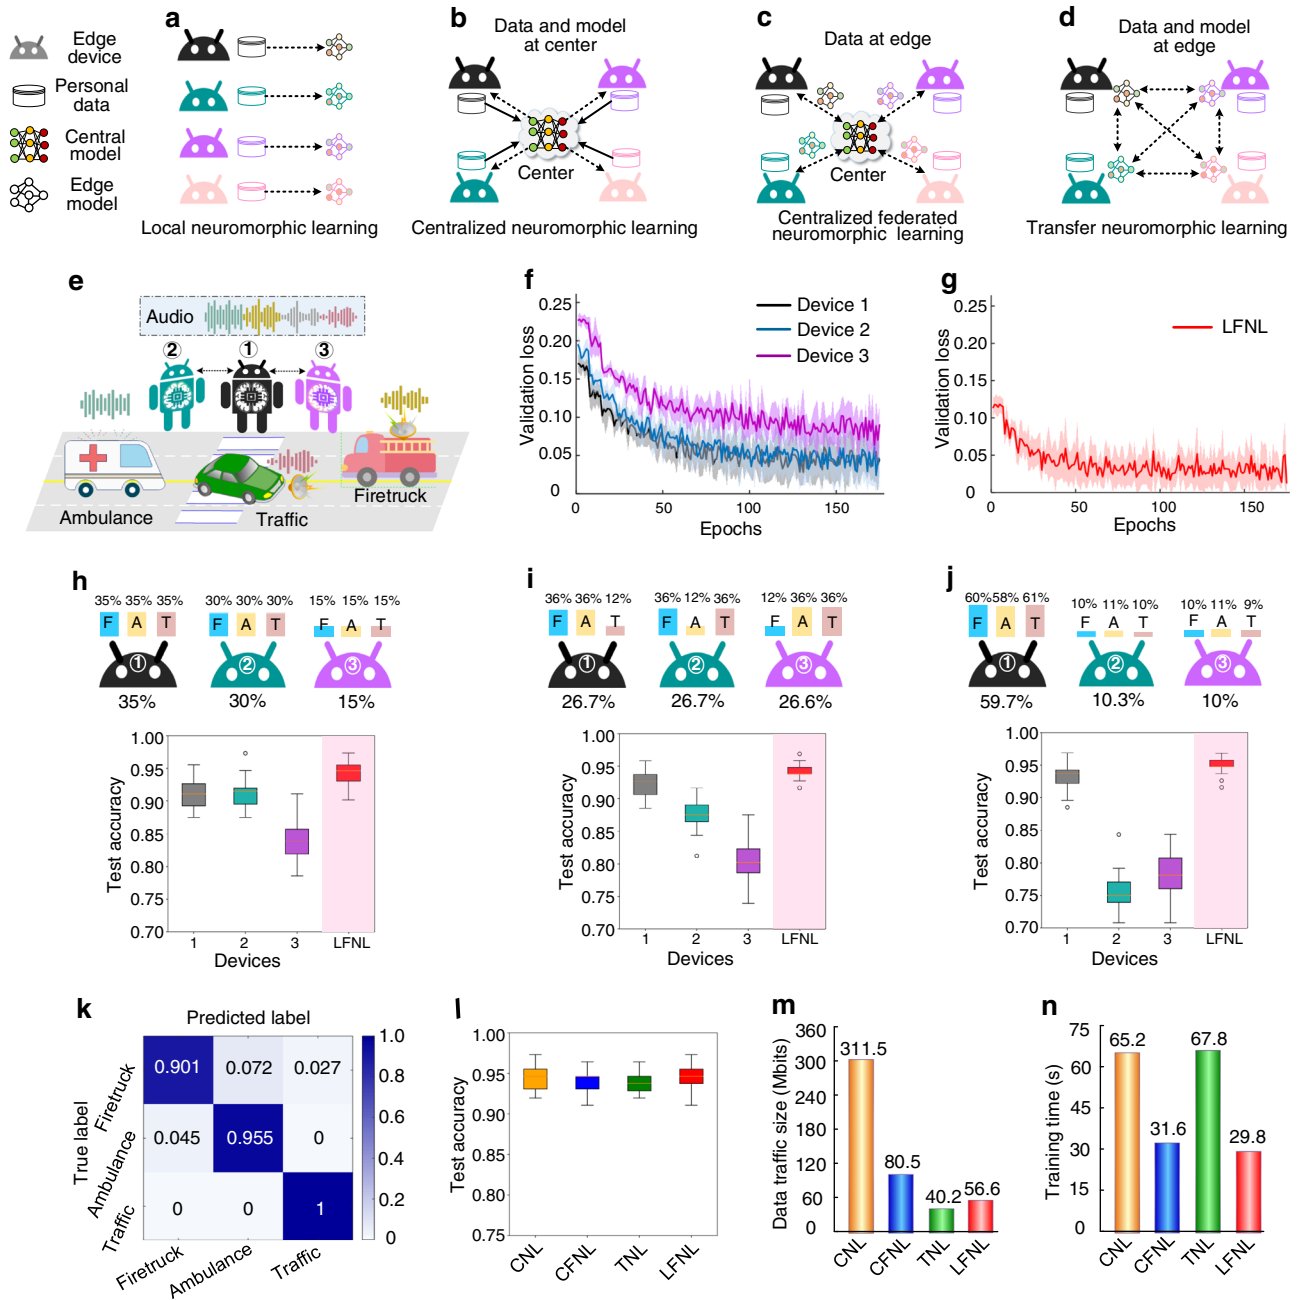 Edge
device
Personal
data
Central
model
Edge
model
a
Local neuromorphic learning
b
Data and model
at center
Center
Centralized neuromorphic learning
c
Data at edge
Center
Centralized federated
neuromorphic learning
d
Data and model
at edge
Transfer neuromorphic learning
e
Audio
2 1 3
Ambulance
Traffic
Firetruck
f
Validation loss
0.25
0.20
0.15
0.10
0.05
0
50 100 150
Epochs
Device 1
Device 2
Device 3
g
Validation loss
0.25
0.20
0.15
0.10
0.05
0
50 100 150
Epochs
LFNL
h
35% 35% 35% 30% 30% 30% 15% 15% 15%
F A T F A T F A T
1 2 3
35% 30% 15%
Test accuracy
1.00
0.95
0.90
0.85
0.80
0.75
0.70
1 2 3 LFNL
Devices
i
36% 36% 12% 36% 12% 36% 12% 36% 36%
F A T F A T F A T
1 2 3
26.7% 26.7% 26.6%
Test accuracy
1.00
0.95
0.90
0.85
0.80
0.75
0.70
0.60
1 2 3 LFNL
Devices
j
60% 58% 61% 10% 11% 10% 10% 11% 9%
F A T F A T F A T
1 2 3
59.7% 10.3% 10%
Test accuracy
1.00
0.95
0.90
0.85
0.80
0.75
0.70
1 2 3 LFNL
Devices
k
Predicted label
True label
Firetruck
Ambulance
Traffic
0.901 0.072 0.027
0.045 0.955 0
0 0 1
Firetruck Ambulance Traffic
1.0
0.8
0.6
0.4
0.2
0
l
Test accuracy
1.00
0.95
0.90
0.85
0.80
0.75
CNL CFNL TNL LFNL
m
Data traffic size (Mbits)
360
300
240
180
120
60
0
311.5
80.5
40.2
56.6
CNL CFNL TNL LFNL
n
Training time (s)
75
60
45
30
15
0
65.2
31.6
67.8
29.8
CNL CFNL TNL LFNL